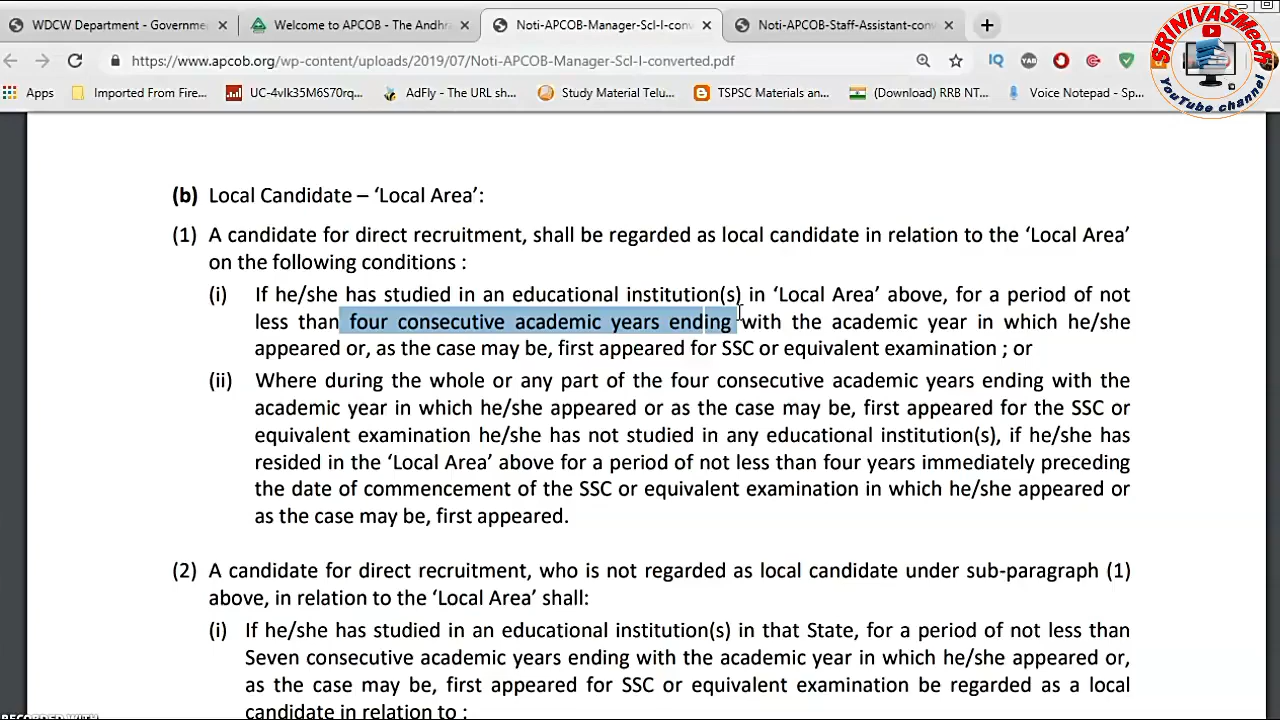 WDCW Department - Governme
Welcome to APCOB - The Andhra
Noti-APCOB-Manager-Scl-I-converted
Noti-APCOB-Staff-Assistant-conv
SRINIVASMech
YouTube channel
https://www.apcob.org/wp-content/uploads/2019/07/Noti-APCOB-Manager-Scl-I-converted.pdf
IQ
YAB
Apps
Imported From Fire...
UC-4vlk35M6S70rq...
AdFly - The URL sh...
Study Material Telu...
TSPSC Materials an...
(Download) RRB NT...
Voice Notepad - Sp...
(b) Local Candidate – ‘Local Area’:
(1) A candidate for direct recruitment, shall be regarded as local candidate in relation to the ‘Local Area’
on the following conditions :
(i) If he/she has studied in an educational institution(s) in ‘Local Area’ above, for a period of not
less than four consecutive academic years ending with the academic year in which he/she
appeared or, as the case may be, first appeared for SSC or equivalent examination ; or
(ii) Where during the whole or any part of the four consecutive academic years ending with the
academic year in which he/she appeared or as the case may be, first appeared for the SSC or
equivalent examination he/she has not studied in any educational institution(s), if he/she has
resided in the ‘Local Area’ above for a period of not less than four years immediately preceding
the date of commencement of the SSC or equivalent examination in which he/she appeared or
as the case may be, first appeared.
(2) A candidate for direct recruitment, who is not regarded as local candidate under sub-paragraph (1)
above, in relation to the ‘Local Area’ shall:
(i) If he/she has studied in an educational institution(s) in that State, for a period of not less than
Seven consecutive academic years ending with the academic year in which he/she appeared or,
as the case may be, first appeared for SSC or equivalent examination be regarded as a local
candidate in relation to :
RECORDED WITH